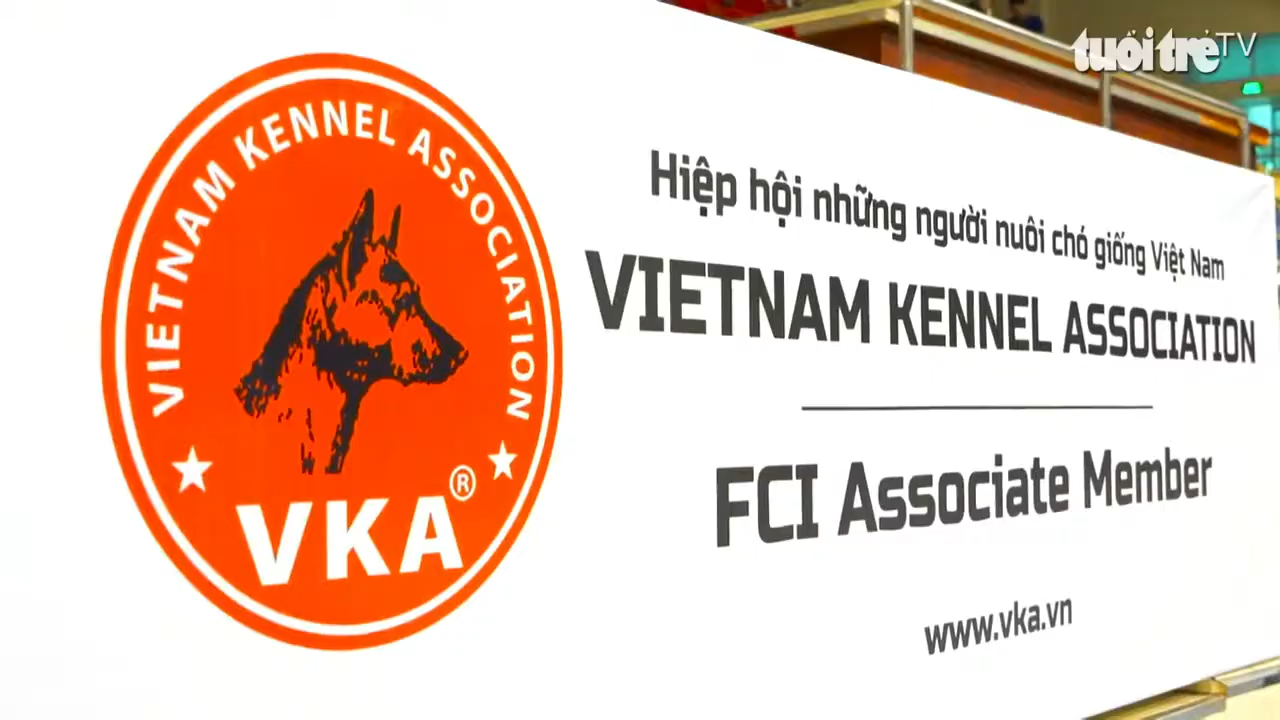 VIETNAM KENNEL ASSOCIATION
VKA®
Hiệp hội những người nuôi chó giống Việt Nam
VIETNAM KENNEL ASSOCIATION
FCI Associate Member
www.vka.vn
tuổi trẻ TV